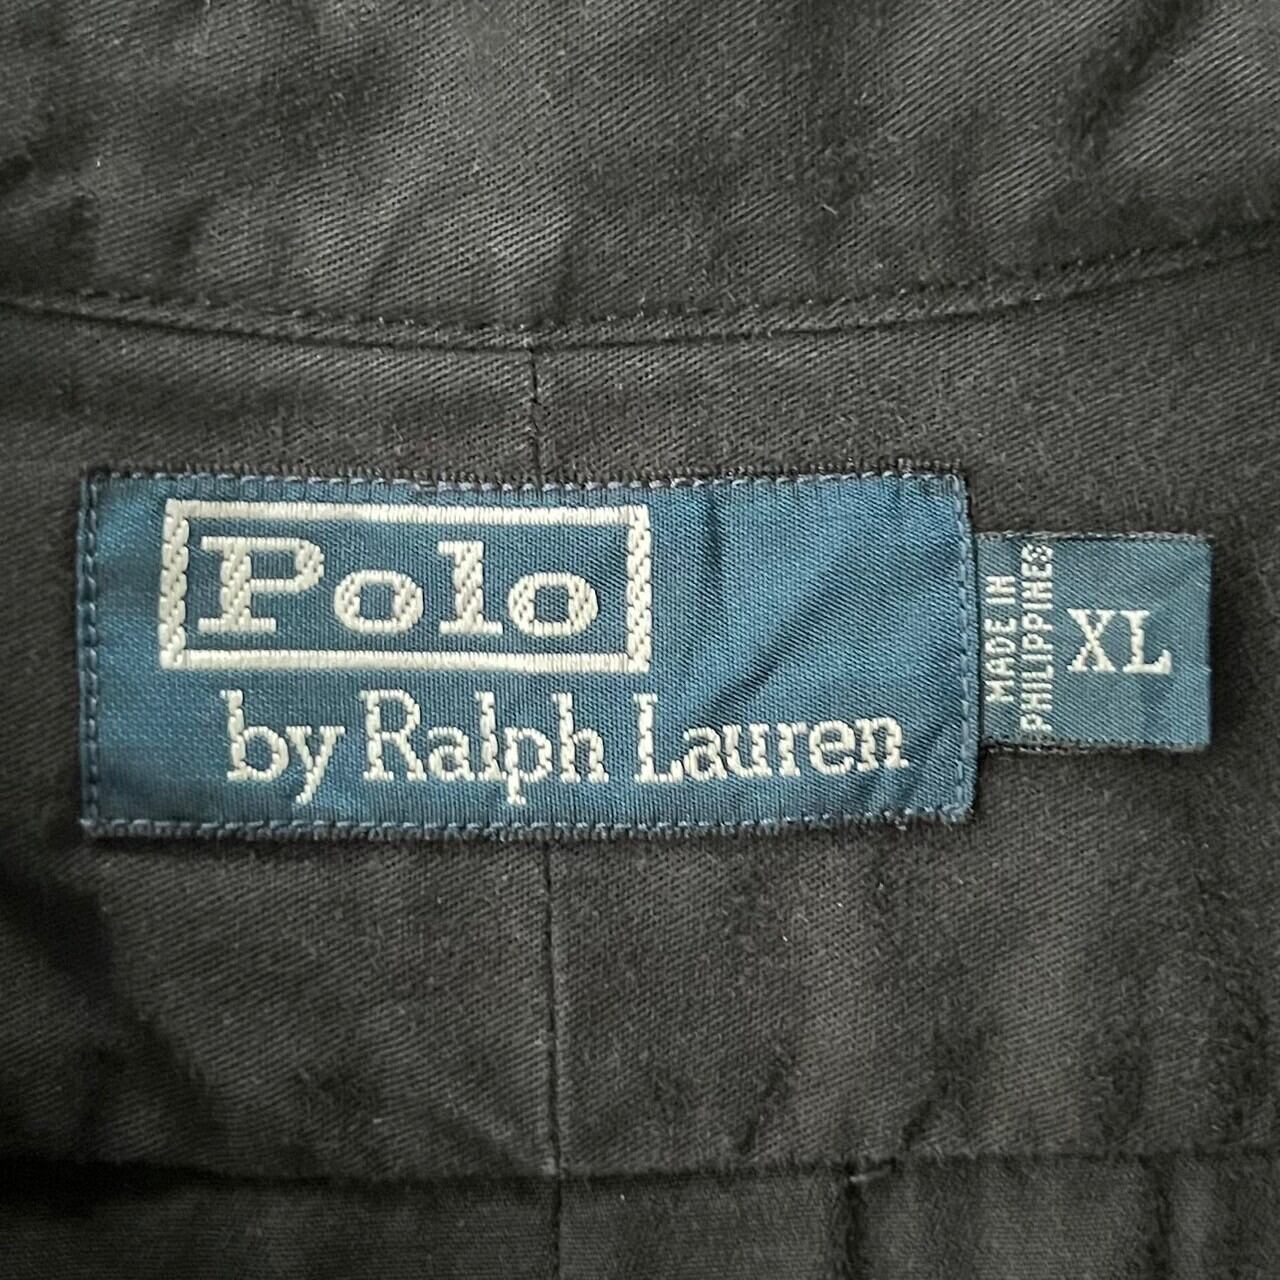 Polo
by Ralph Lauren
MADE IN
PHILIPPINES
XL